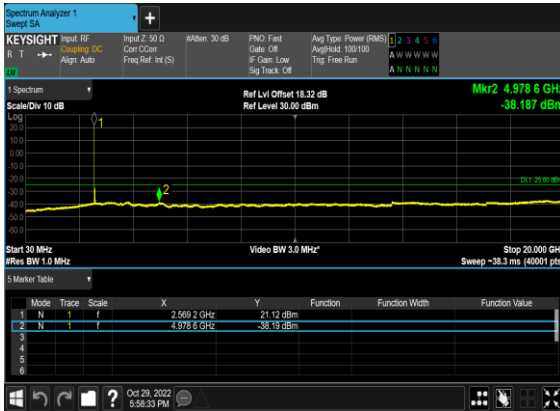 Spectrum Analyzer 1
Swept SA
+
KEYSIGHT
R T
Input: RF
Coupling: DC
Align: Auto
Input Z: 50 Ω
Corr CCorr
Freq Ref: Int (S)
#Atten: 30 dB
PNO: Fast
Gate: Off
IF Gain: Low
Sig Track: Off
Avg Type: Power (RMS)
Avg|Hold: 100/100
Trig: Free Run
1 2 3 4 5 6
A W W W W W
A N N N N N
1 Spectrum
Scale/Div 10 dB
Ref Lvl Offset 18.32 dB
Ref Level 30.00 dBm
Mkr2 4.978 6 GHz
-38.187 dBm
Log
20.0
10.0
0.00
-10.0
-20.0
-30.0
-40.0
-50.0
-60.0
1
2
DL1 -25.00 dBm
Start 30 MHz
#Res BW 1.0 MHz
Video BW 3.0 MHz*
Stop 20.000 GHz
Sweep ~38.3 ms (40001 pts)
5 Marker Table
Mode Trace Scale X Y Function Function Width Function Value
1 N 1 f 2.569 2 GHz 21.12 dBm
2 N 1 f 4.978 6 GHz -38.19 dBm
3
4
5
6
?
Oct 29, 2022
5:58:33 PM